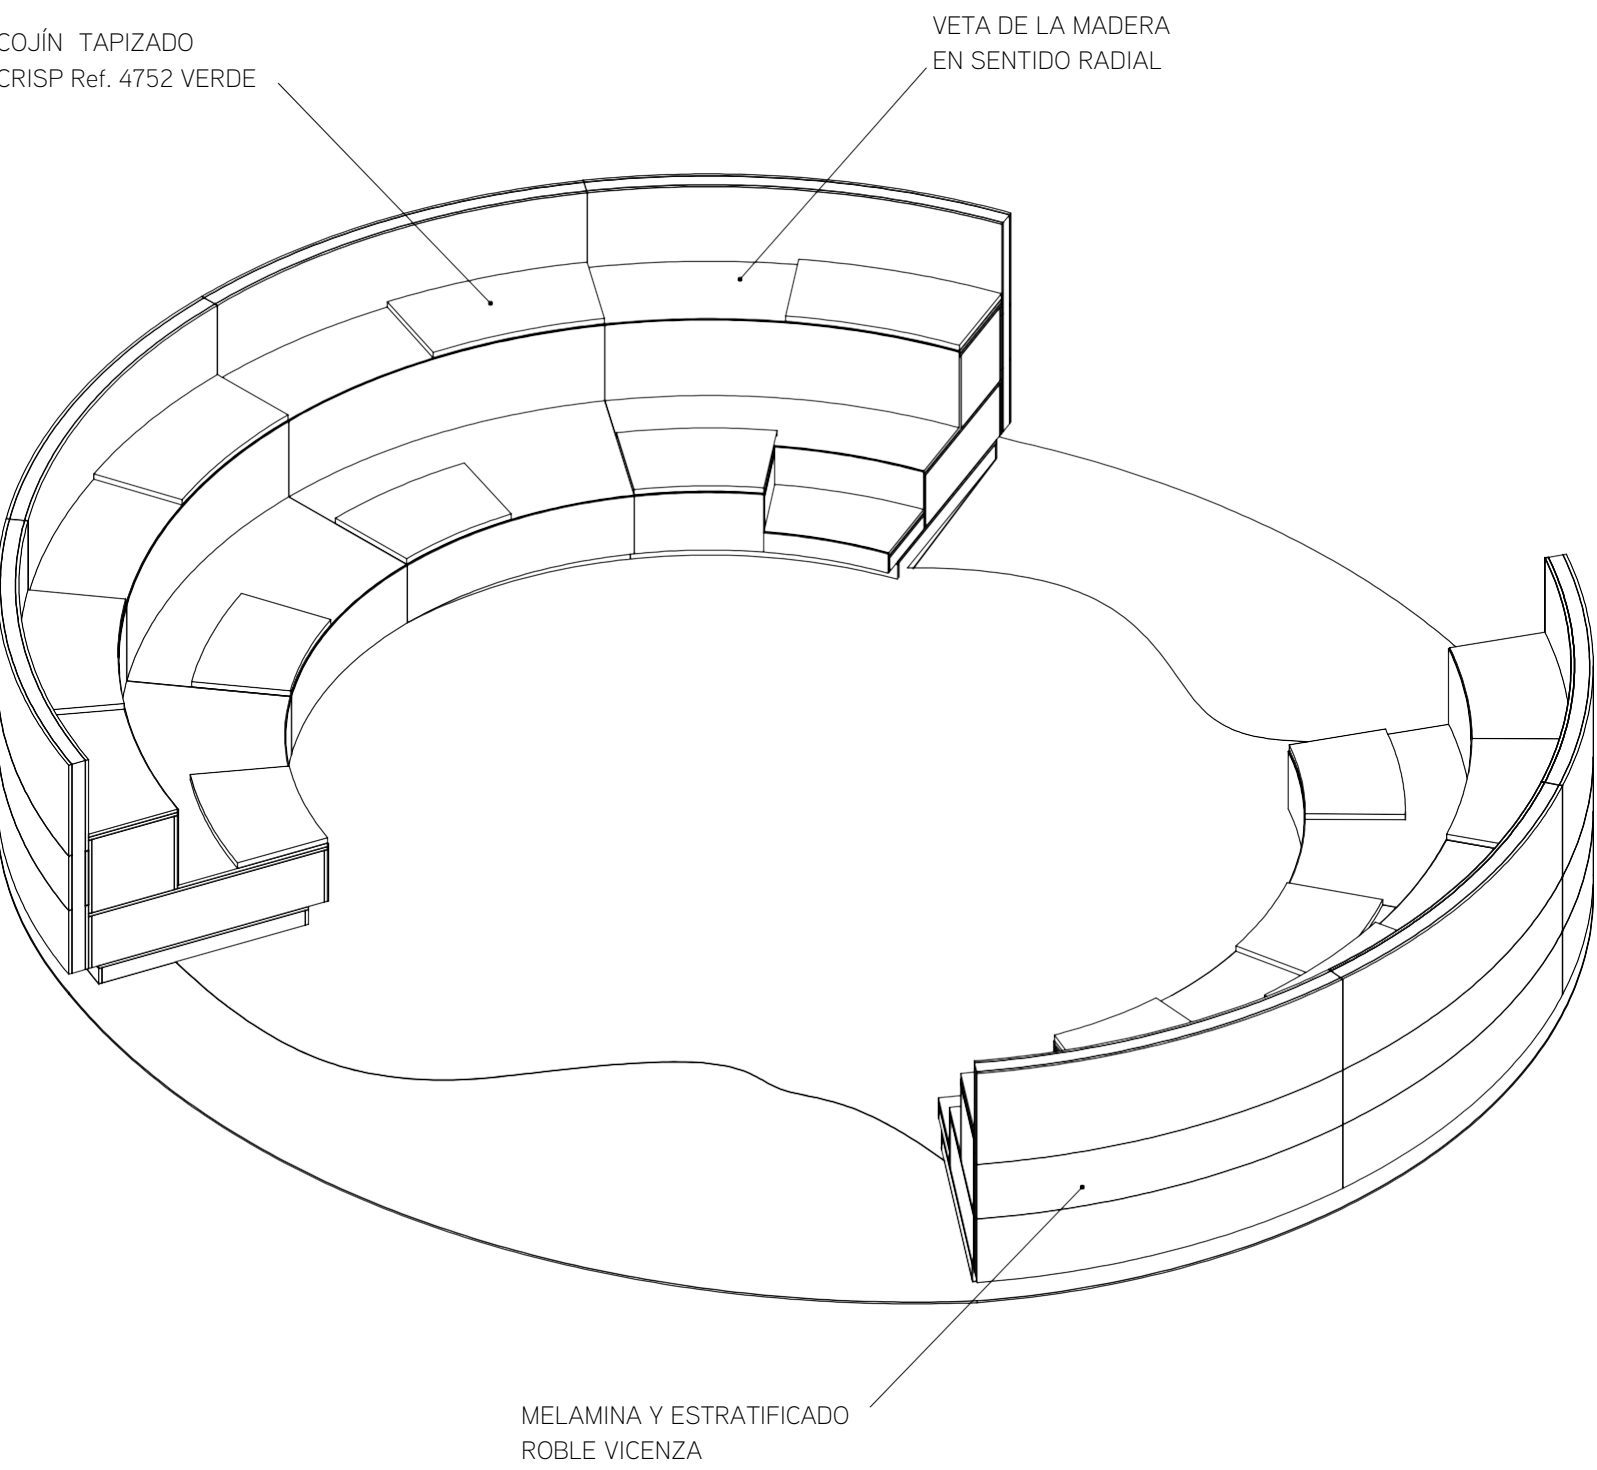 COJÍN TAPIZADO
CRISP Ref. 4752 VERDE
VETA DE LA MADERA
EN SENTIDO RADIAL
MELAMINA Y ESTRATIFICADO
ROBLE VICENZA